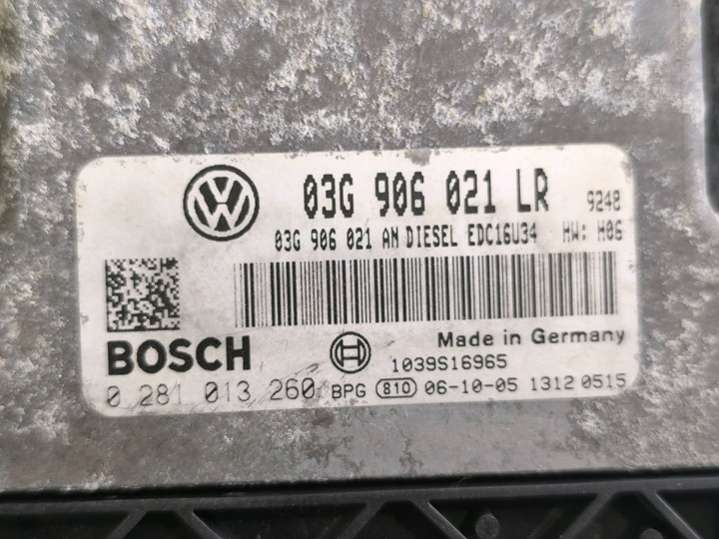 03G 906 021 LR 9240
03G 906 021 AN DIESEL EDC16U34 HW: H06
BOSCH
Made in Germany
1039S16965
0 281 013 260 BPG 810 06-10-05 1312 0515